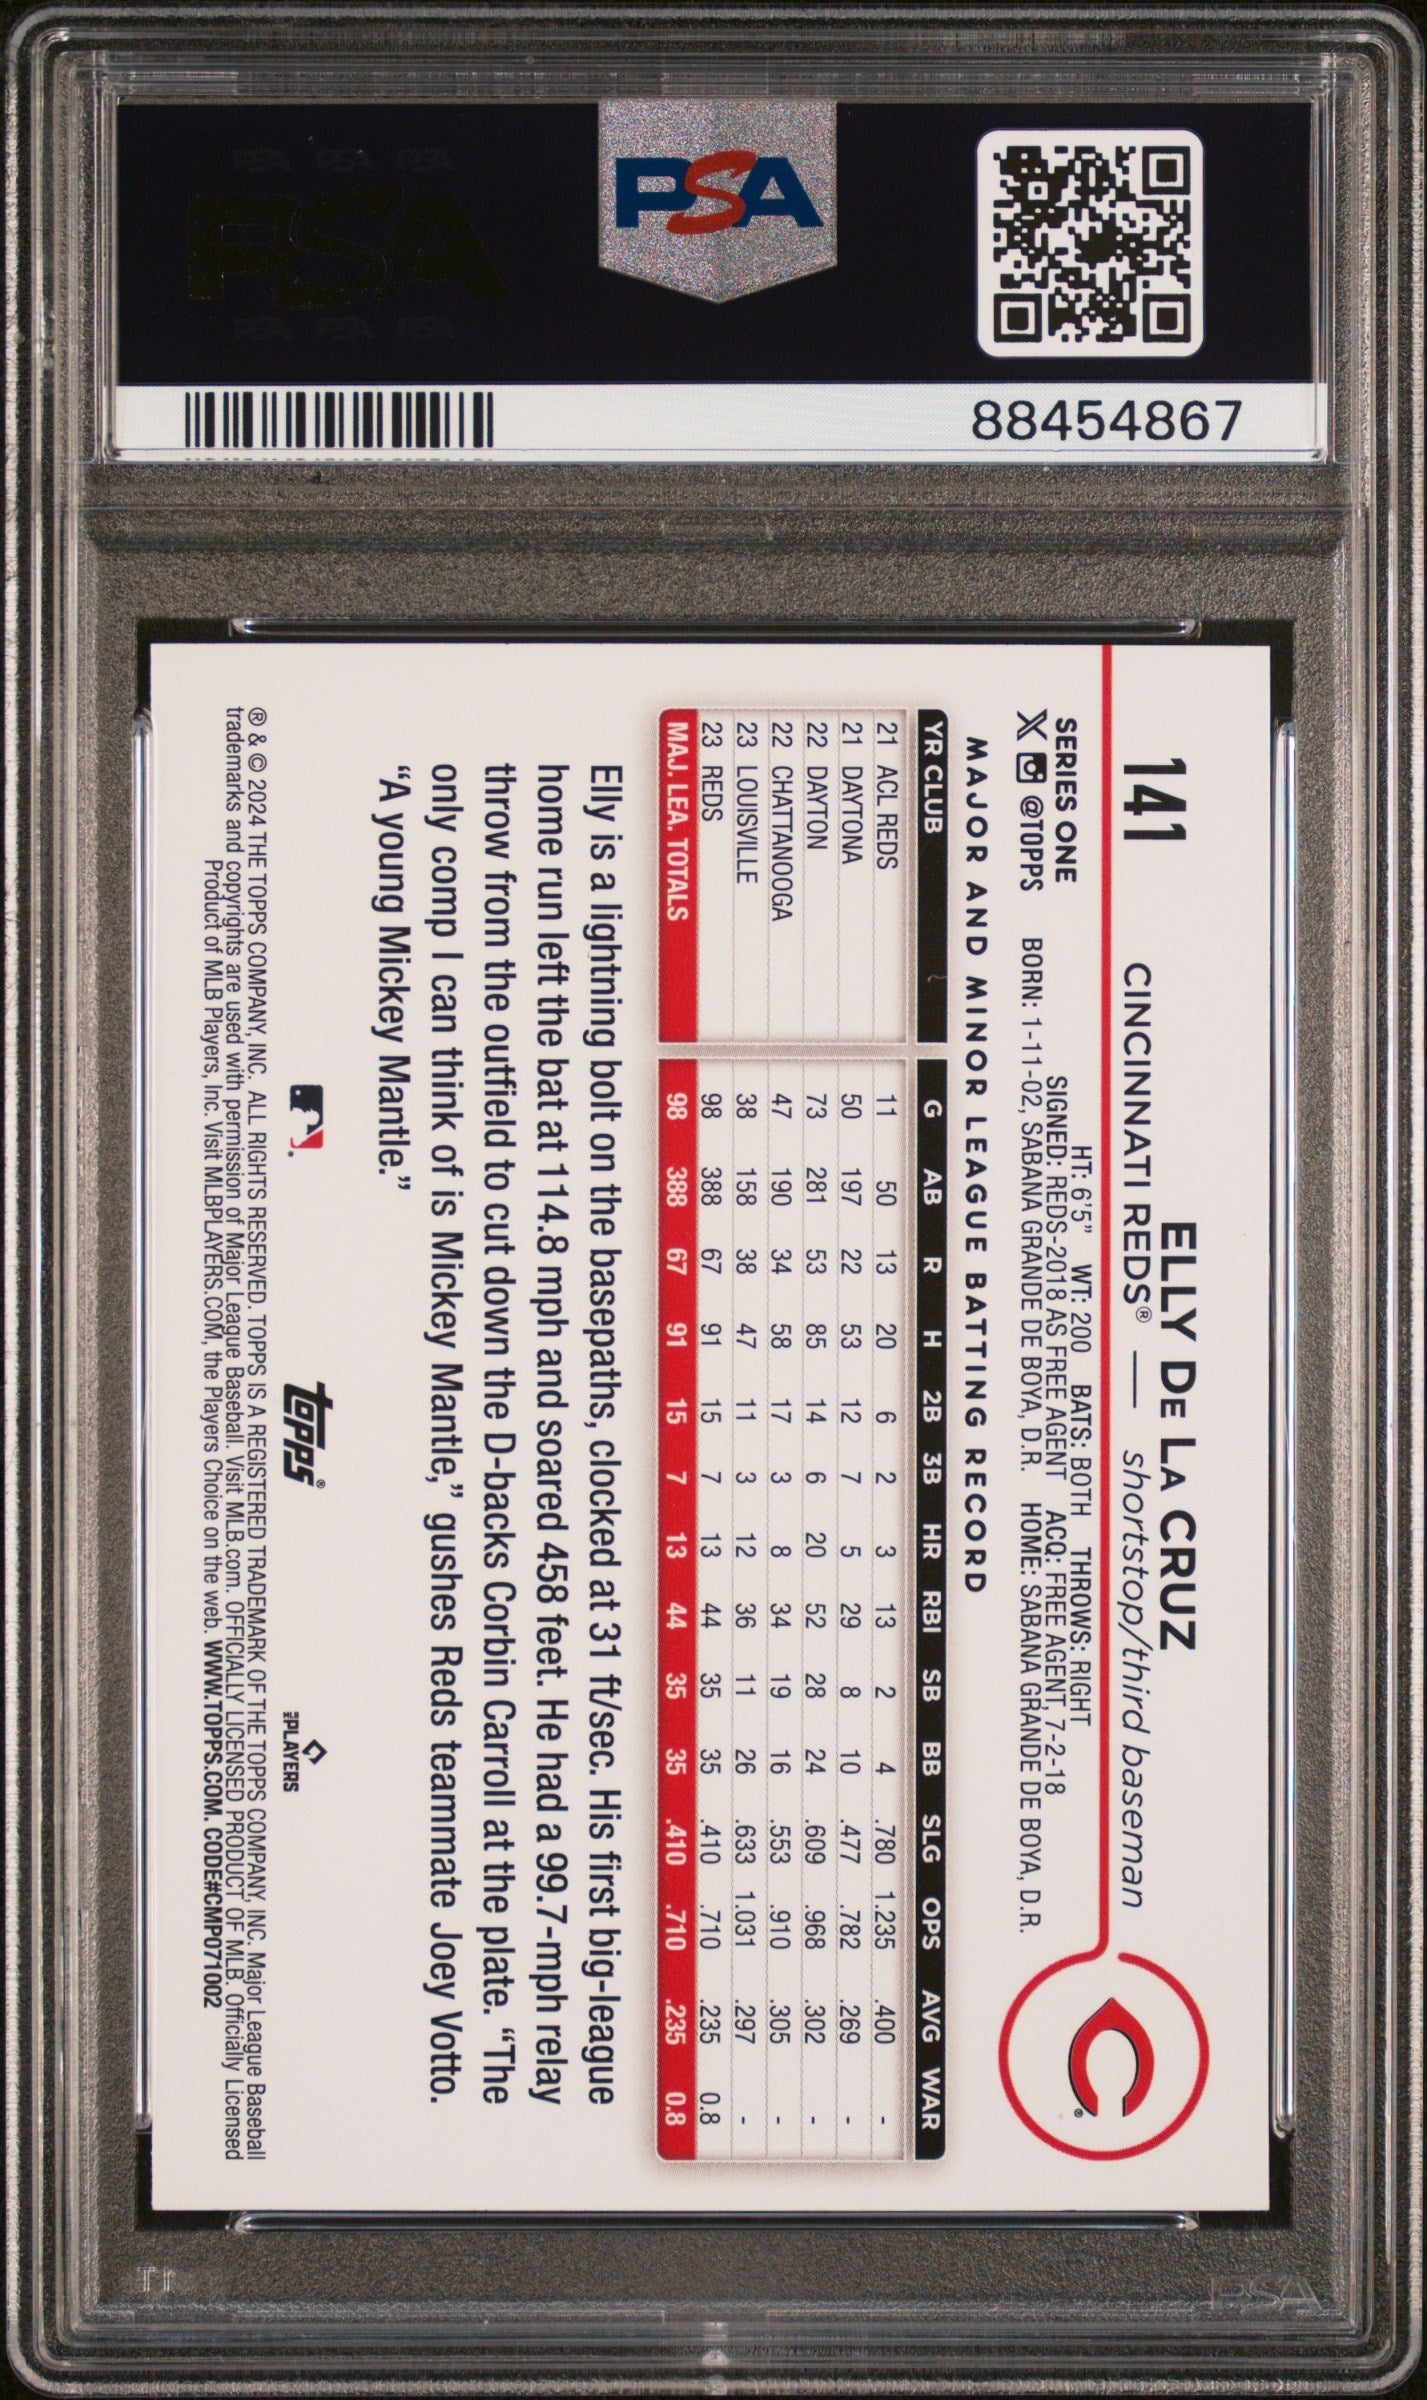 PSA
88454867
141
ELLY DE LA CRUZ
CINCINNATI REDS® — shortstop/third baseman
SERIES ONE
X @TOPPS
HT: 6'5" WT: 200 BATS: BOTH THROWS: RIGHT
SIGNED: REDS-2018 AS FREE AGENT ACQ: FREE AGENT, 7-2-18
BORN: 1-11-02, SABANA GRANDE DE BOYA, D.R. HOME: SABANA GRANDE DE BOYA, D.R.
C®
MAJOR AND MINOR LEAGUE BATTING RECORD
YR CLUB G AB R H 2B 3B HR RBI SB BB SLG OPS AVG WAR
21 ACL REDS 11 50 13 20 6 2 3 13 2 4 .780 1.235 .400 -
21 DAYTONA 50 197 22 53 12 7 5 29 8 10 .477 .782 .269 -
22 DAYTON 73 281 53 85 14 6 20 52 28 24 .609 .968 .302 -
22 CHATTANOOGA 47 190 34 58 17 3 8 34 19 16 .553 .910 .305 -
23 LOUISVILLE 38 158 38 47 11 3 12 36 11 26 .633 1.031 .297 -
23 REDS 98 388 67 91 15 7 13 44 35 35 .410 .710 .235 0.8
MAJ. LEA. TOTALS 98 388 67 91 15 7 13 44 35 35 .410 .710 .235 0.8
Elly is a lightning bolt on the basepaths, clocked at 31 ft/sec. His first big-league
home run left the bat at 114.8 mph and soared 458 feet. He had a 99.7-mph relay
throw from the outfield to cut down the D-backs Corbin Carroll at the plate. “The
only comp I can think of is Mickey Mantle,” gushes Reds teammate Joey Votto.
“A young Mickey Mantle.”
topps®
PLAYERS
® & © 2024 THE TOPPS COMPANY, INC. ALL RIGHTS RESERVED. TOPPS IS A REGISTERED TRADEMARK OF THE TOPPS COMPANY, INC. Major League Baseball
trademarks and copyrights are used with permission of Major League Baseball. Visit MLB.com. OFFICIALLY LICENSED PRODUCT OF MLB. Officially Licensed
Product of MLB Players, Inc. Visit MLBPLAYERS.COM, the Players Choice on the web. WWW.TOPPS.COM. CODE#CMP071002
PSA